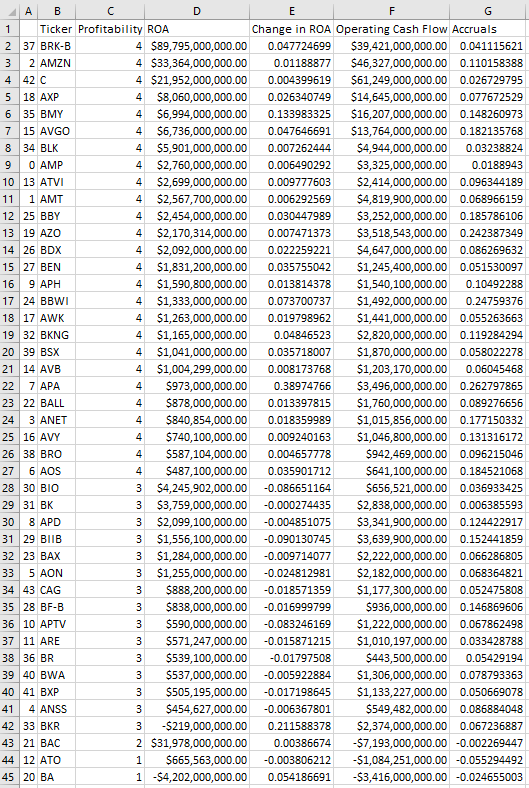 A B C D E F G
1 Ticker Profitability ROA Change in ROA Operating Cash Flow Accruals
2 37 BRK-B 4 $89,795,000,000.00 0.047724699 $39,421,000,000.00 0.041115621
3 2 AMZN 4 $33,364,000,000.00 0.01188877 $46,327,000,000.00 0.110158388
4 42 C 4 $21,952,000,000.00 0.004399619 $61,249,000,000.00 0.026729795
5 18 AXP 4 $8,060,000,000.00 0.026340749 $14,645,000,000.00 0.077672529
6 35 BMY 4 $6,994,000,000.00 0.133983325 $16,207,000,000.00 0.148260973
7 15 AVGO 4 $6,736,000,000.00 0.047646691 $13,764,000,000.00 0.182135768
8 34 BLK 4 $5,901,000,000.00 0.007262444 $4,944,000,000.00 0.03238824
9 0 AMP 4 $2,760,000,000.00 0.006490292 $3,325,000,000.00 0.0188943
10 13 ATVI 4 $2,699,000,000.00 0.009777603 $2,414,000,000.00 0.096344189
11 1 AMT 4 $2,567,700,000.00 0.006292569 $4,819,900,000.00 0.068966159
12 25 BBY 4 $2,454,000,000.00 0.030447989 $3,252,000,000.00 0.185786106
13 19 AZO 4 $2,170,314,000.00 0.007471373 $3,518,543,000.00 0.242387349
14 26 BDX 4 $2,092,000,000.00 0.022259221 $4,647,000,000.00 0.086269632
15 27 BEN 4 $1,831,200,000.00 0.035755042 $1,245,400,000.00 0.051530097
16 9 APH 4 $1,590,800,000.00 0.013814378 $1,540,100,000.00 0.10492288
17 24 BBWI 4 $1,333,000,000.00 0.073700737 $1,492,000,000.00 0.24759376
18 17 AWK 4 $1,263,000,000.00 0.019798962 $1,441,000,000.00 0.055263663
19 32 BKNG 4 $1,165,000,000.00 0.04846523 $2,820,000,000.00 0.119284294
20 39 BSX 4 $1,041,000,000.00 0.035718007 $1,870,000,000.00 0.058022278
21 14 AVB 4 $1,004,299,000.00 0.008173768 $1,203,170,000.00 0.06045468
22 7 APA 4 $973,000,000.00 0.38974766 $3,496,000,000.00 0.262797865
23 22 BALL 4 $878,000,000.00 0.013397815 $1,760,000,000.00 0.089276656
24 3 ANET 4 $840,854,000.00 0.018359989 $1,015,856,000.00 0.177150332
25 16 AVY 4 $740,100,000.00 0.009240163 $1,046,800,000.00 0.131316172
26 38 BRO 4 $587,104,000.00 0.004657778 $942,469,000.00 0.096215046
27 6 AOS 4 $487,100,000.00 0.035901712 $641,100,000.00 0.184521068
28 30 BIO 3 $4,245,902,000.00 -0.086651164 $656,521,000.00 0.036933425
29 31 BK 3 $3,759,000,000.00 -0.000274435 $2,838,000,000.00 0.006385593
30 8 APD 3 $2,099,100,000.00 -0.004851075 $3,341,900,000.00 0.124422917
31 29 BIIB 3 $1,556,100,000.00 -0.090130745 $3,639,900,000.00 0.152441859
32 23 BAX 3 $1,284,000,000.00 -0.009714077 $2,222,000,000.00 0.066286805
33 5 AON 3 $1,255,000,000.00 -0.024812981 $2,182,000,000.00 0.068364821
34 43 CAG 3 $888,200,000.00 -0.018571359 $1,177,300,000.00 0.052475808
35 28 BF-B 3 $838,000,000.00 -0.016999799 $936,000,000.00 0.146869606
36 10 APTV 3 $590,000,000.00 -0.083246169 $1,222,000,000.00 0.067862498
37 11 ARE 3 $571,247,000.00 -0.015871215 $1,010,197,000.00 0.033428788
38 36 BR 3 $539,100,000.00 -0.01797508 $443,500,000.00 0.05429194
39 40 BWA 3 $537,000,000.00 -0.005922884 $1,306,000,000.00 0.078793363
40 41 BXP 3 $505,195,000.00 -0.017198645 $1,133,227,000.00 0.050669078
41 4 ANSS 3 $454,627,000.00 -0.006367801 $549,482,000.00 0.086884048
42 33 BKR 3 -$219,000,000.00 0.211588378 $2,374,000,000.00 0.067236887
43 21 BAC 2 $31,978,000,000.00 0.00386674 -$7,193,000,000.00 -0.002269447
44 12 ATO 1 $665,563,000.00 -0.003806212 -$1,084,251,000.00 -0.055294492
45 20 BA 1 -$4,202,000,000.00 0.054186691 -$3,416,000,000.00 -0.024655003